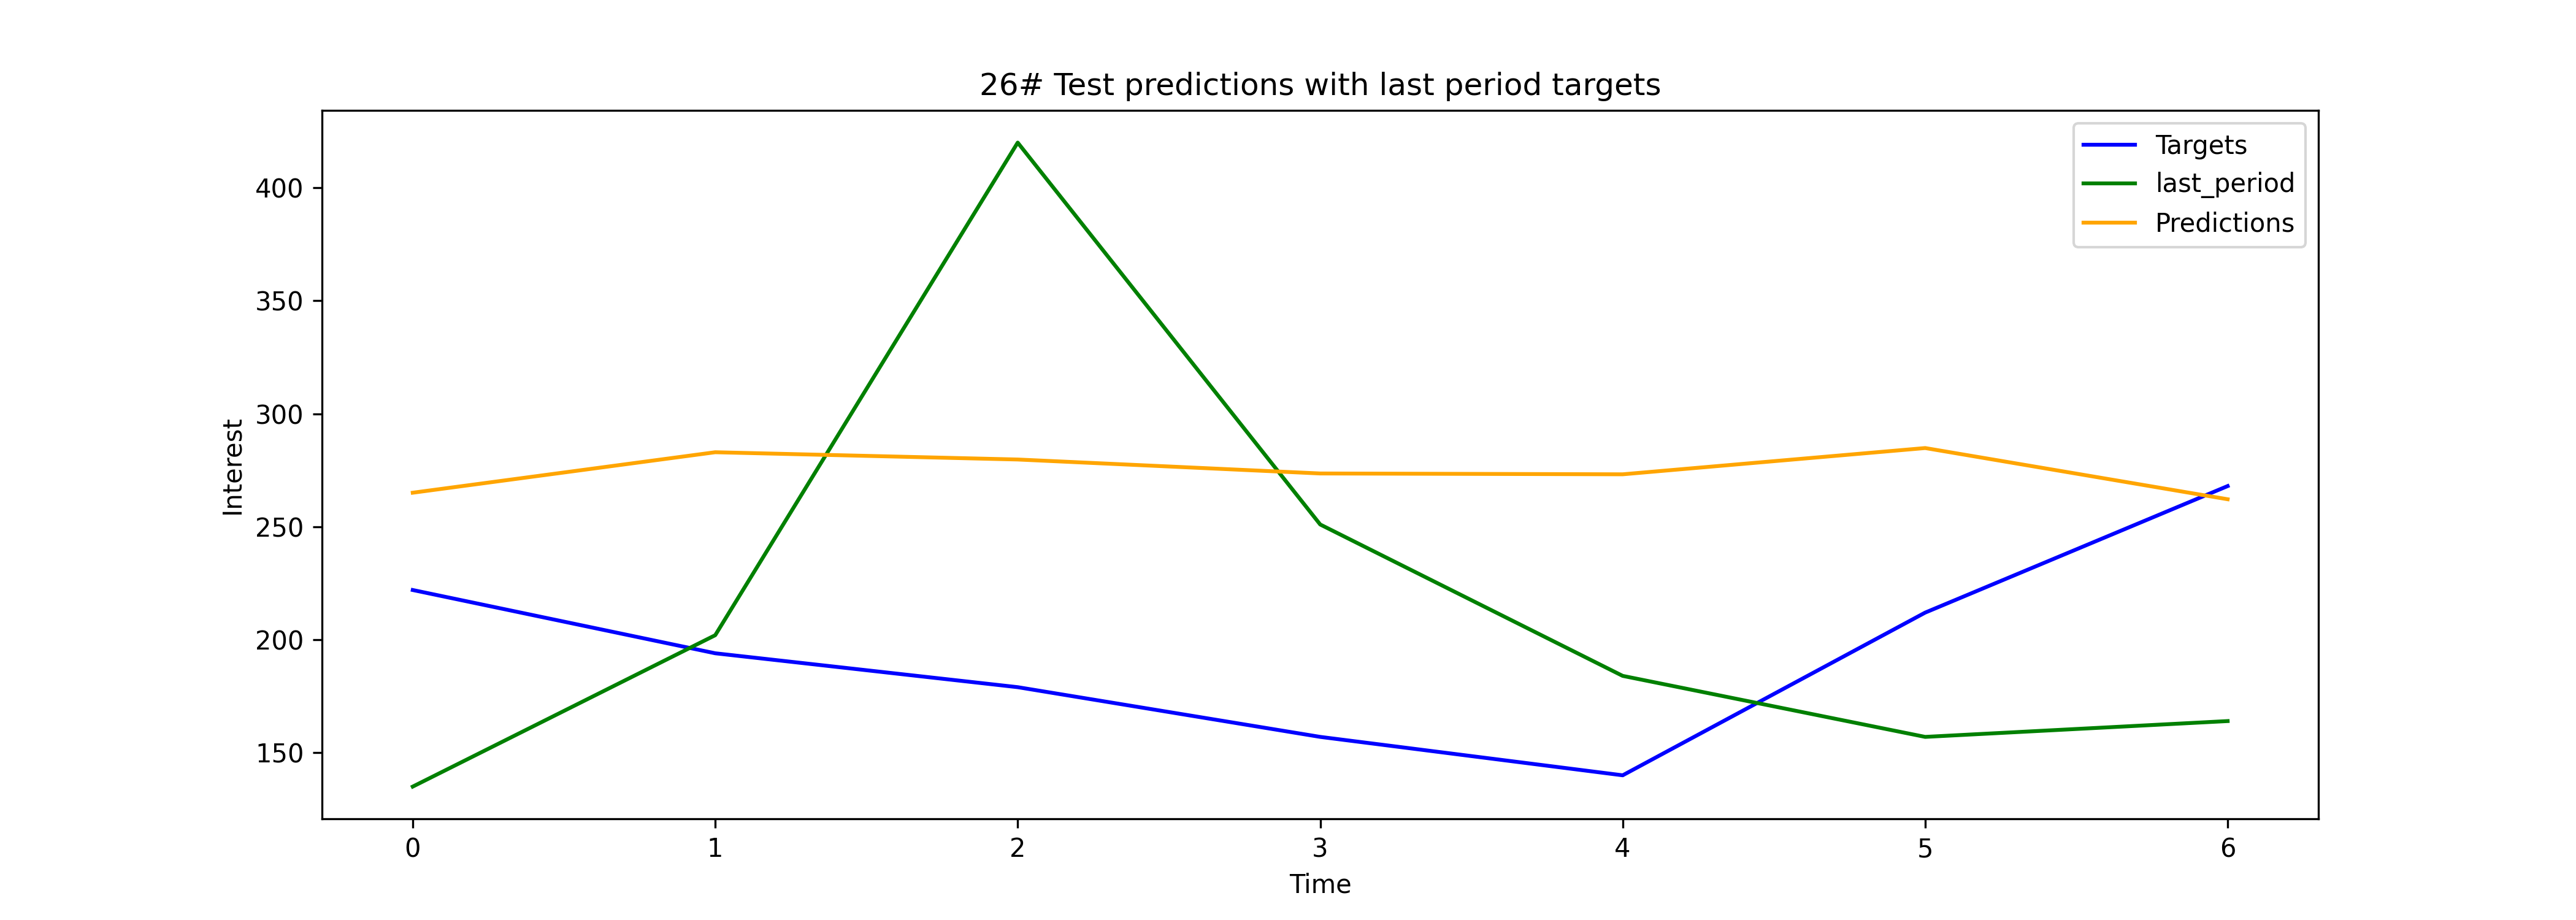 26# Test predictions with last period targets
Targets
last_period
Predictions
400
350
300
250
200
150
Interest
0 1 2 3 4 5 6
Time